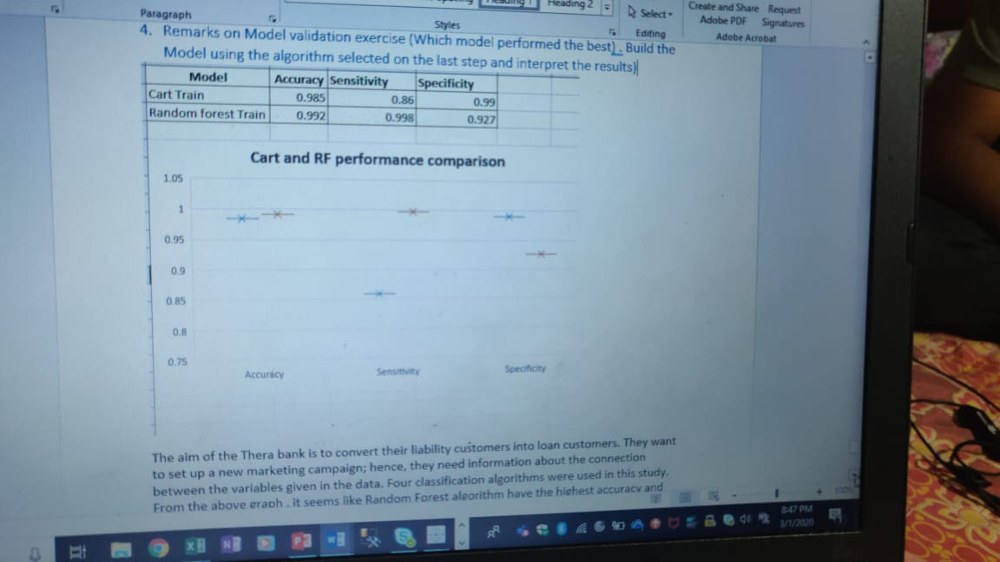 Heading 2
Create and Share Request
Select
Adobe PDF Signatures
Paragraph
Styles
Editing
Adobe Acrobat
4. Remarks on Model validation exercise (Which model performed the best). Build the
Model using the algorithm selected on the last step and interpret the results)
Model Accuracy Sensitivity Specificity
Cart Train 0.985 0.86 0.99
Random forest Train 0.992 0.998 0.927
Cart and RF performance comparison
1.05
1
0.95
0.9
0.85
0.8
0.75
Accuracy Sensitivity Specificity
The aim of the Thera bank is to convert their liability customers into loan customers. They want
to set up a new marketing campaign; hence, they need information about the connection
between the variables given in the data. Four classification algorithms were used in this study.
From the above graph . it seems like Random Forest algorithm have the highest accuracy and
100%
8:47 PM
1/1/2020